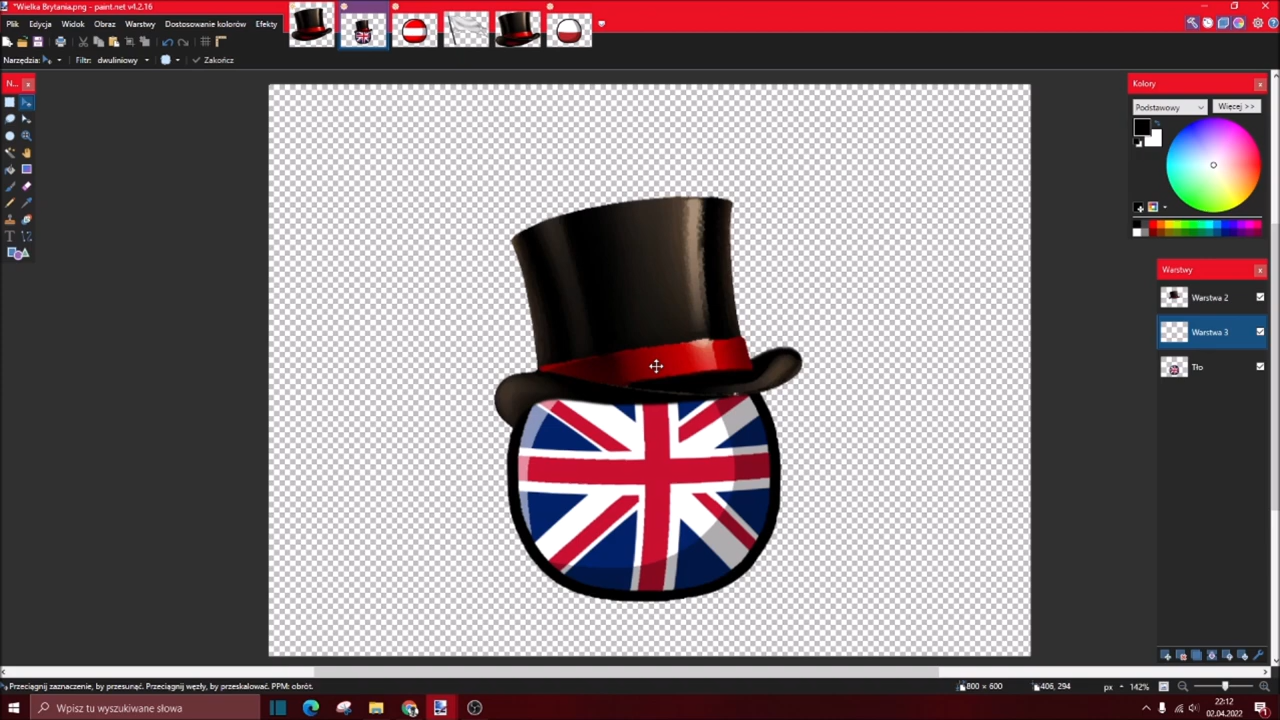 *Wielka Brytania.png - paint.net v4.2.16
Plik Edycja Widok Obraz Warstwy Dostosowanie kolorów Efekty
Narzędzia: Filtr: dwuliniowy Zakończ
N...
Kolory
Podstawowy Więcej >>
Warstwy
Warstwa 2
Warstwa 3
Tło
Przeciągnij zaznaczenie, by przesunąć. Przeciągnij węzły, by przeskalować. PPM: obrót. 800 × 600 406, 294 px 142%
Wpisz tu wyszukiwane słowa
22:12
02.04.2022
1